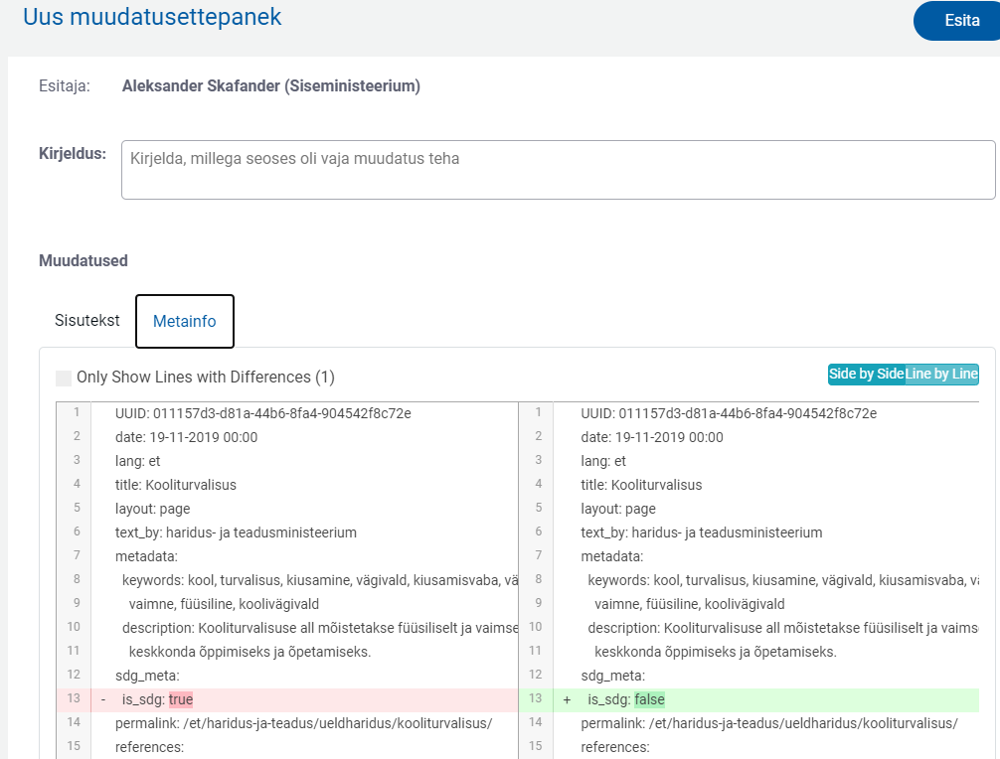 Uus muudatusettepanek
Esita
Esitaja: Aleksander Skafander (Siseministeerium)
Kirjeldus: Kirjelda, millega seoses oli vaja muudatus teha
Muudatused
Sisutekst Metainfo
Only Show Lines with Differences (1)
Side by Side Line by Line
1 UUID: 011157d3-d81a-44b6-8fa4-904542f8c72e 1 UUID: 011157d3-d81a-44b6-8fa4-904542f8c72e
2 date: 19-11-2019 00:00 2 date: 19-11-2019 00:00
3 lang: et 3 lang: et
4 title: Kooliturvalisus 4 title: Kooliturvalisus
5 layout: page 5 layout: page
6 text_by: haridus- ja teadusministeerium 6 text_by: haridus- ja teadusministeerium
7 metadata: 7 metadata:
8 keywords: kool, turvalisus, kiusamine, vägivald, kiusamisvaba, vä 8 keywords: kool, turvalisus, kiusamine, vägivald, kiusamisvaba,
9 vaimne, füüsiline, koolivägivald 9 vaimne, füüsiline, koolivägivald
10 description: Kooliturvalisuse all mõistetakse füüsiliselt ja vaimse 10 description: Kooliturvalisuse all mõistetakse füüsiliselt ja vaims
11 keskkonda õppimiseks ja õpetamiseks. 11 keskkonda õppimiseks ja õpetamiseks.
12 sdg_meta: 12 sdg_meta:
13 - is_sdg: true 13 + is_sdg: false
14 permalink: /et/haridus-ja-teadus/ueldharidus/kooliturvalisus/ 14 permalink: /et/haridus-ja-teadus/ueldharidus/kooliturvalisus/
15 references: 15 references: